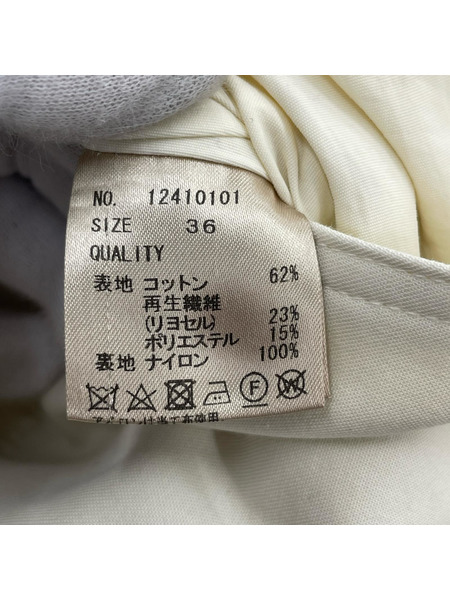 NO. 12410101
SIZE 36
QUALITY
表地 コットン 62%
再生繊維
(リヨセル) 23%
ポリエステル 15%
裏地 ナイロン 100%
F W